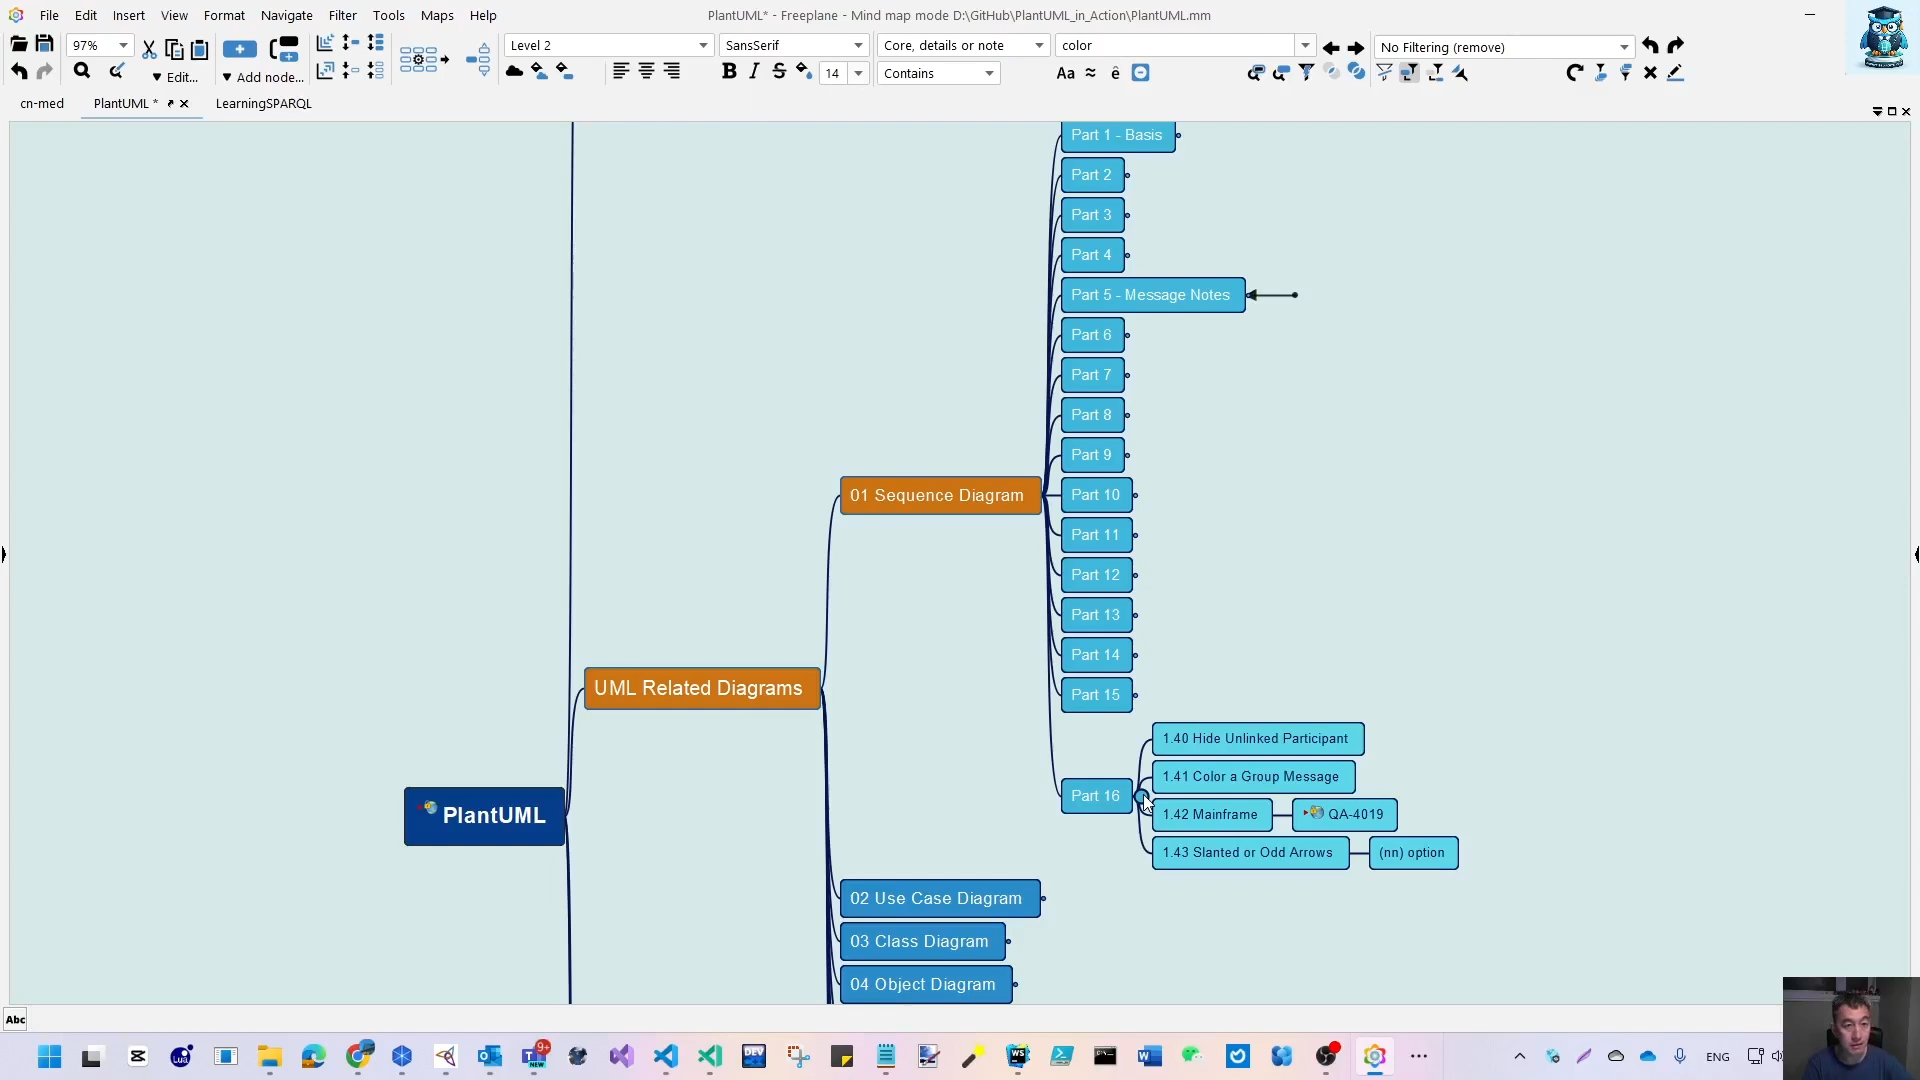 File Edit Insert View Format Navigate Filter Tools Maps Help
PlantUML* - Freeplane - Mind map mode D:\GitHub\PlantUML_in_Action\PlantUML.mm
97%
Level 2
SansSerif
Core, details or note
color
No Filtering (remove)
Edit...
Add node...
B I S
14
Contains
Aa ≈ ê
cn-med
PlantUML *
LearningSPARQL
Part 1 - Basis
Part 2
Part 3
Part 4
Part 5 - Message Notes
Part 6
Part 7
Part 8
Part 9
01 Sequence Diagram
Part 10
Part 11
Part 12
Part 13
Part 14
UML Related Diagrams
Part 15
1.40 Hide Unlinked Participant
1.41 Color a Group Message
Part 16
PlantUML
1.42 Mainframe
QA-4019
1.43 Slanted or Odd Arrows
(nn) option
02 Use Case Diagram
03 Class Diagram
04 Object Diagram
Abc
Lua
9+
NEW
DEV
WS
ENG